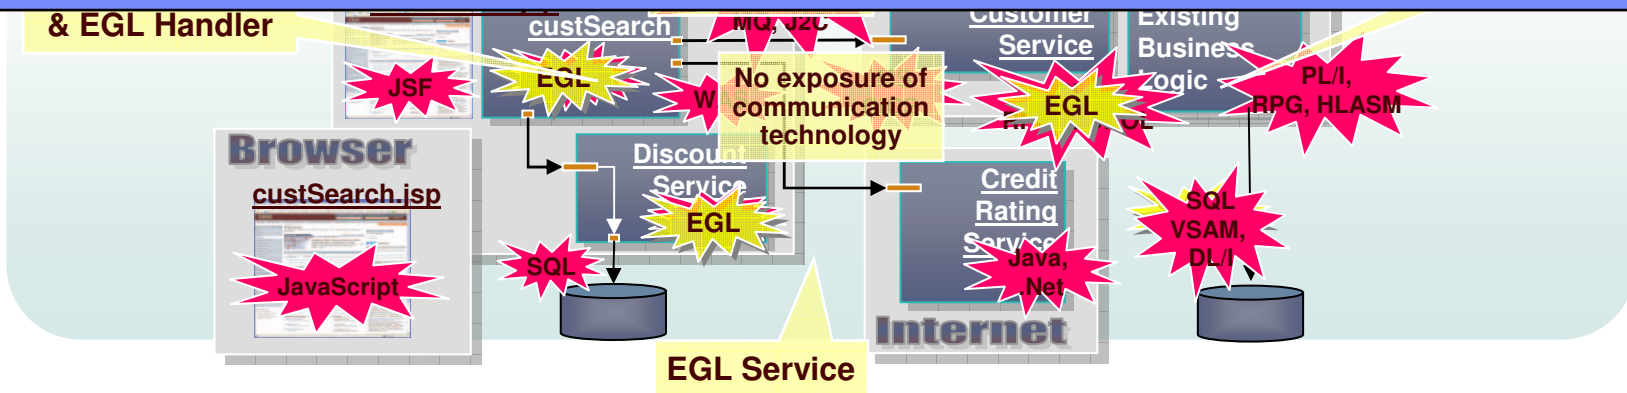 & EGL Handler
custSearch
MQ, J2C
Customer
Service
Existing
Business
Logic
JSF
EGL
W
No exposure of
communication
technology
EGL
PL/I,
RPG, HLASM
Browser
custSearch.jsp
JavaScript
Discount
Service
EGL
SQL
Credit
Rating
Service
Java,
.Net
SQL
VSAM,
DL/I
Internet
EGL Service